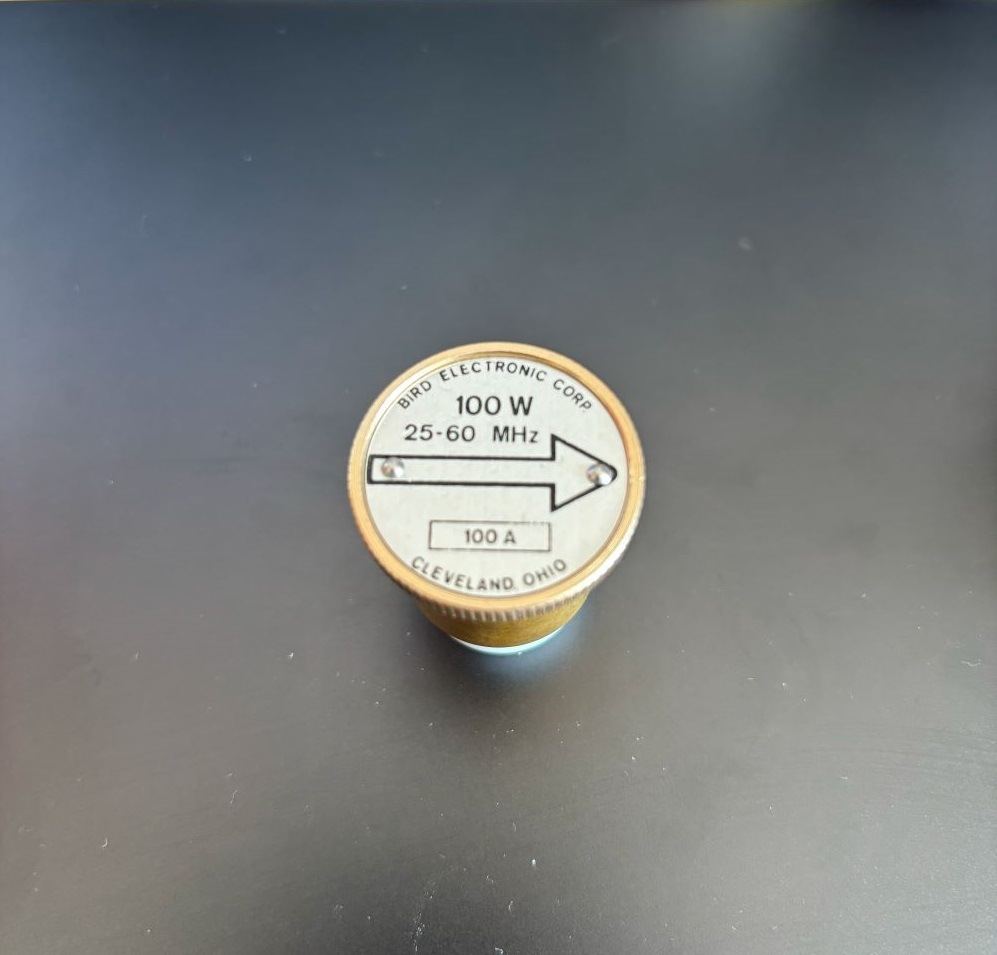 BIRD ELECTRONIC CORP.
100 W
25-60 MHz
100 A
CLEVELAND, OHIO